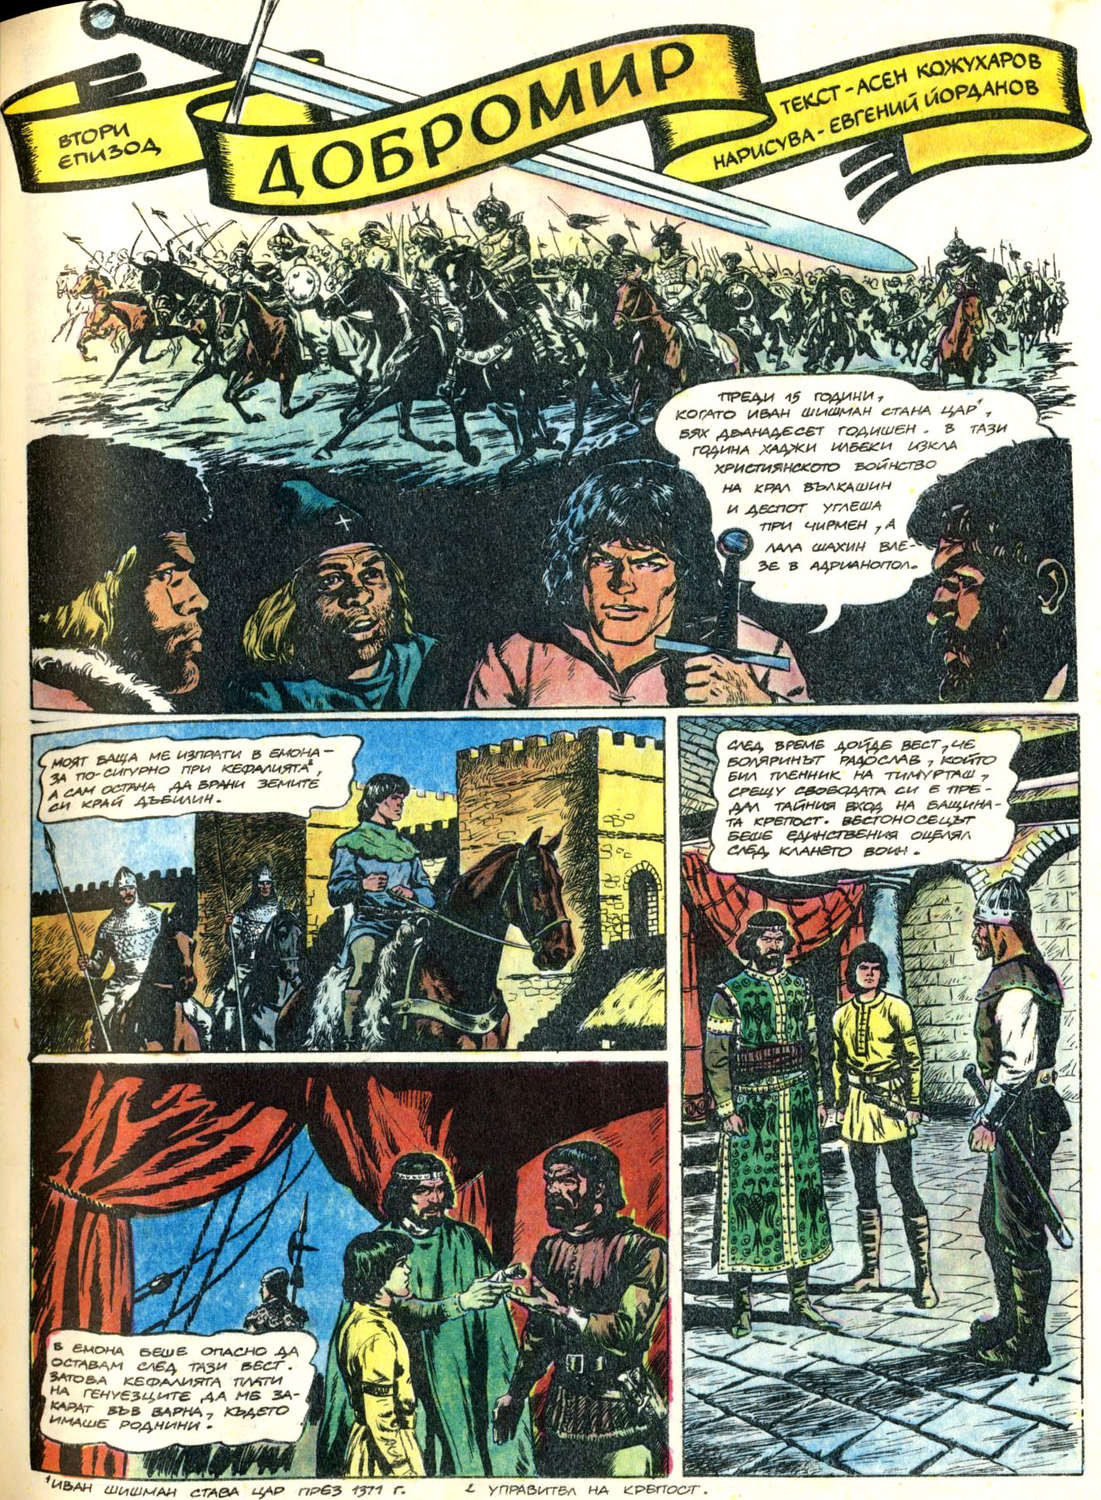 ВТОРИ
ЕПИЗОД
ДОБРОМИР
ТЕКСТ - АСЕН КОЖУХАРОВ
НАРИСУВА - ЕВГЕНИЙ ЙОРДАНОВ
ПРЕДИ 15 ГОДИНИ,
КОГАТО ИВАН ШИШМАН СТАНА ЦАР¹,
БЯХ ДВАНАДЕСЕТ ГОДИШЕН. В ТАЗИ
ГОДИНА ХАДЖИ ИЛБЕКИ ИЗКЛА
ХРИСТИЯНСКОТО ВОЙНСТВО
НА КРАЛ ВЪЛКАШИН
И ДЕСПОТ УГЛЕША
ПРИ ЧИРМЕН, А
ЛАЛА ШАХИН ВЛЕ-
ЗЕ В АДРИАНОПОЛ.
МОЯТ БАЩА МЕ ИЗПРАТИ В ЕМОНА-
ЗА ПО-СИГУРНО ПРИ КЕФАЛИЯТА²,
А САМ ОСТАНА ДА БРАНИ ЗЕМИТЕ
СИ КРАЙ ДЪБИЛИН.
СЛЕД ВРЕМЕ ДОЙДЕ ВЕСТ, ЧЕ
БОЛЯРИНЪТ РАДОСЛАВ, КОЙТО
БИЛ ПЛЕННИК НА ТИМУРТАШ,
СРЕЩУ СВОБОДАТА СИ Е ПРЕ-
ДАЛ ТАЙНИЯ ВХОД НА БАЩИНА-
ТА КРЕПОСТ. ВЕСТОНОСЕЦЪТ
БЕШЕ ЕДИНСТВЕНИЯ ОЦЕЛЯЛ
СЛЕД КЛАНЕТО ВОИН.
В ЕМОНА БЕШЕ ОПАСНО ДА
ОСТАВАМ СЛЕД ТАЗИ ВЕСТ.
ЗАТОВА КЕФАЛИЯТА ПЛАТИ
НА ГЕНУЕЗЦИТЕ ДА МЕ ЗА-
КАРАТ ВЪВ ВАРНА, КЪДЕТО
ИМАШЕ РОДНИНИ.
¹ ИВАН ШИШМАН СТАВА ЦАР ПРЕЗ 1371 Г. 2 УПРАВИТЕЛ НА КРЕПОСТ.